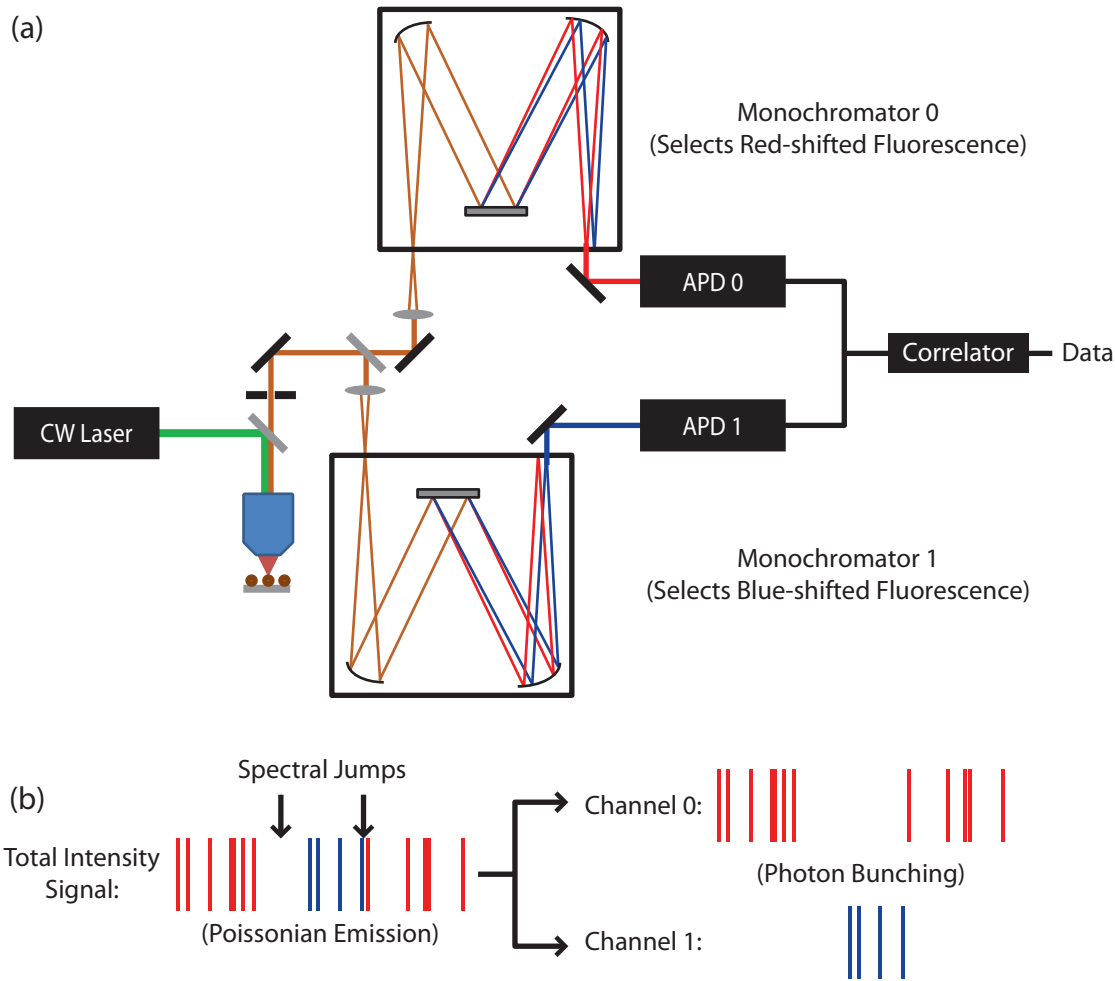 (a)
Monochromator 0
(Selects Red-shifted Fluorescence)
APD 0
Correlator
Data
CW Laser
APD 1
Monochromator 1
(Selects Blue-shifted Fluorescence)
(b)
Spectral Jumps
Total Intensity
Signal:
(Poissonian Emission)
Channel 0:
(Photon Bunching)
Channel 1: